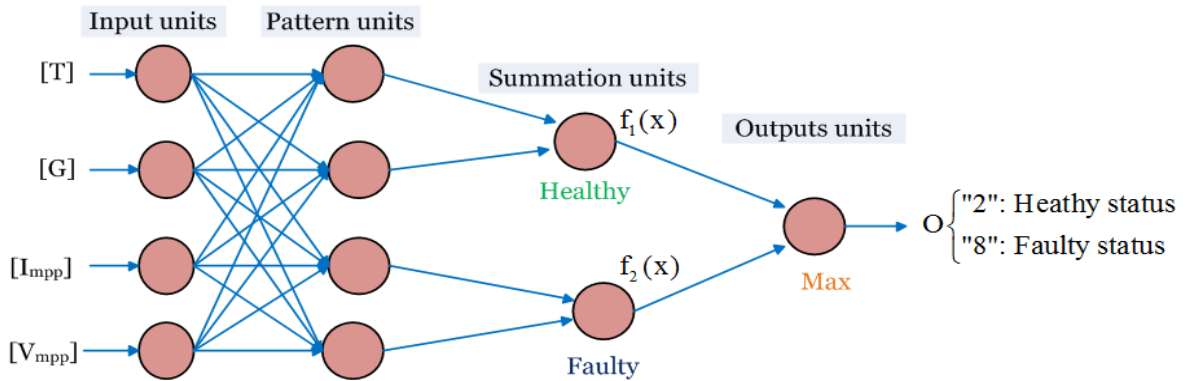 Input units
Pattern units
Summation units
Outputs units
[T]
[G]
[Impp]
[Vmpp]
f1(x)
Healthy
f2(x)
Faulty
Max
O { "2": Heathy status
"8": Faulty status